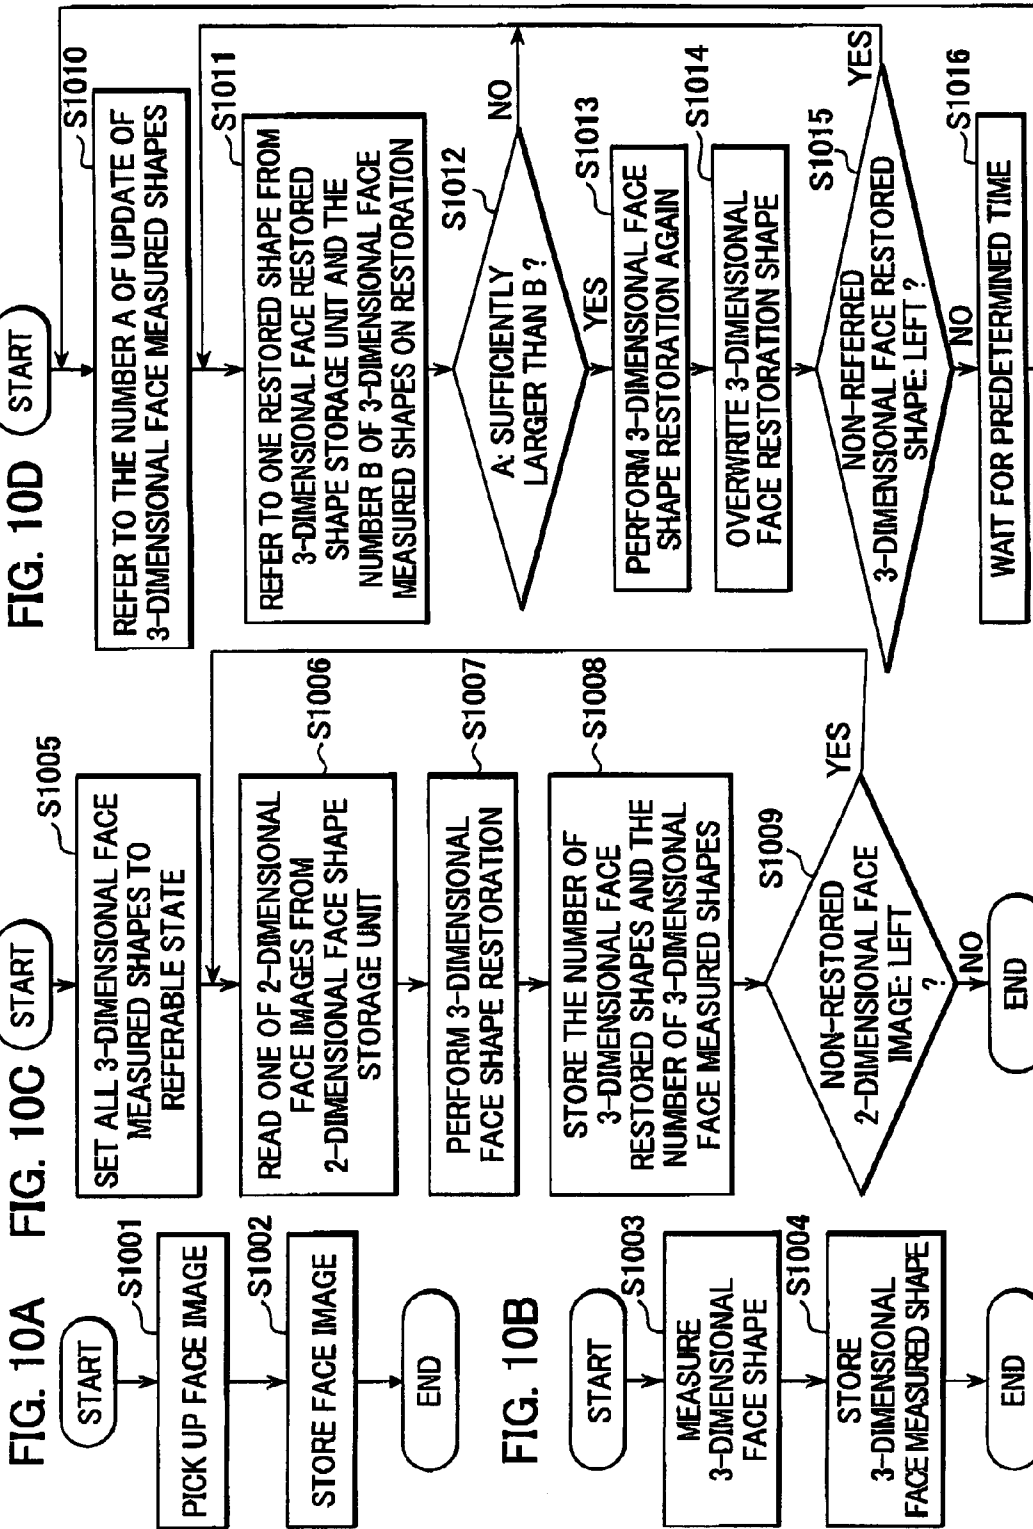 FIG. 10A
START
S1001
PICK UP FACE IMAGE
S1002
STORE FACE IMAGE
END
FIG. 10B
START
S1003
MEASURE
3-DIMENSIONAL
FACE SHAPE
S1004
STORE
3-DIMENSIONAL
FACE MEASURED SHAPE
END
FIG. 10C
START
S1005
SET ALL 3-DIMENSIONAL FACE
MEASURED SHAPES TO
REFERABLE STATE
S1006
READ ONE OF 2-DIMENSIONAL
FACE IMAGES FROM
2-DIMENSIONAL FACE SHAPE
STORAGE UNIT
S1007
PERFORM 3-DIMENSIONAL
FACE SHAPE RESTORATION
S1008
STORE THE NUMBER OF
3-DIMENSIONAL FACE
RESTORED SHAPES AND THE
NUMBER OF 3-DIMENSIONAL
FACE MEASURED SHAPES
S1009
NON-RESTORED
2-DIMENSIONAL FACE
IMAGE: LEFT
?
YES
NO
END
FIG. 10D
START
S1010
REFER TO THE NUMBER A OF UPDATE OF
3-DIMENSIONAL FACE MEASURED SHAPES
S1011
REFER TO ONE RESTORED SHAPE FROM
3-DIMENSIONAL FACE RESTORED
SHAPE STORAGE UNIT AND THE
NUMBER B OF 3-DIMENSIONAL FACE
MEASURED SHAPES ON RESTORATION
S1012
A: SUFFICIENTLY
LARGER THAN B ?
NO
YES
S1013
PERFORM 3-DIMENSIONAL FACE
SHAPE RESTORATION AGAIN
S1014
OVERWRITE 3-DIMENSIONAL
FACE RESTORATION SHAPE
S1015
NON-REFERRED
3-DIMENSIONAL FACE RESTORED
SHAPE: LEFT ?
YES
NO
S1016
WAIT FOR PREDETERMINED TIME